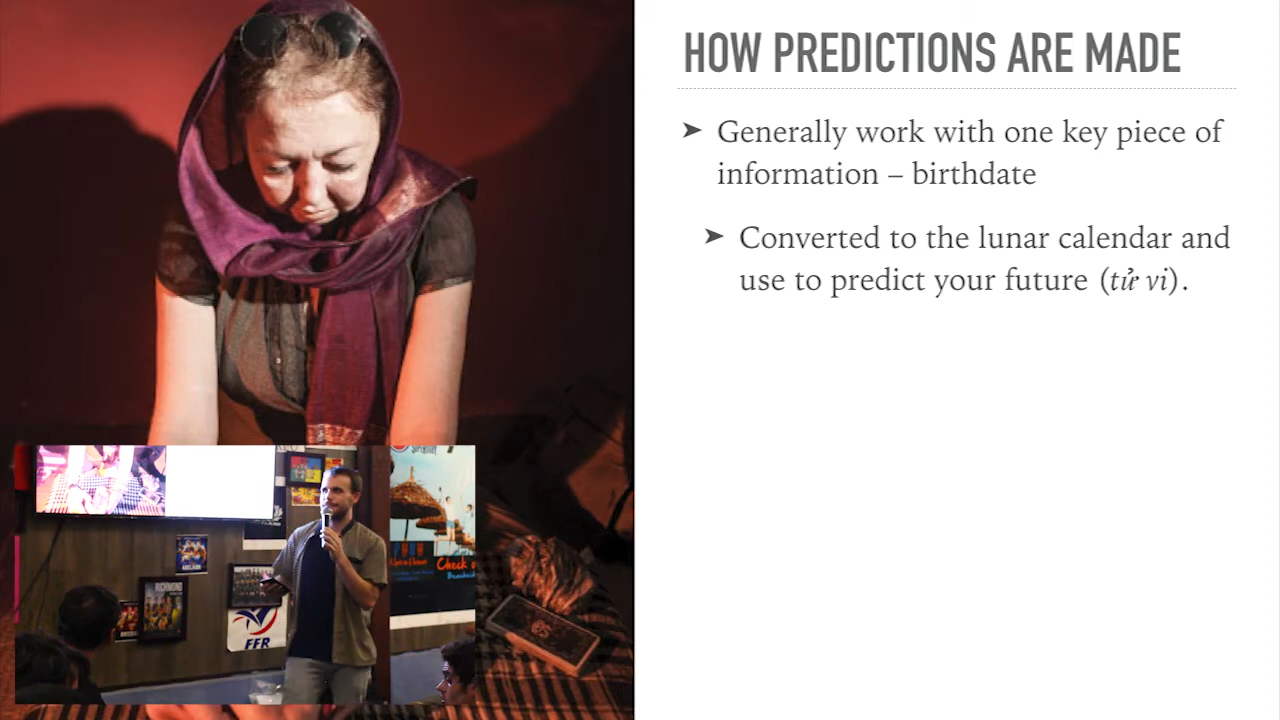 HOW PREDICTIONS ARE MADE
➤ Generally work with one key piece of
information – birthdate
➤ Converted to the lunar calendar and
use to predict your future (tử vi).
RICHMOND
FFR
Check o